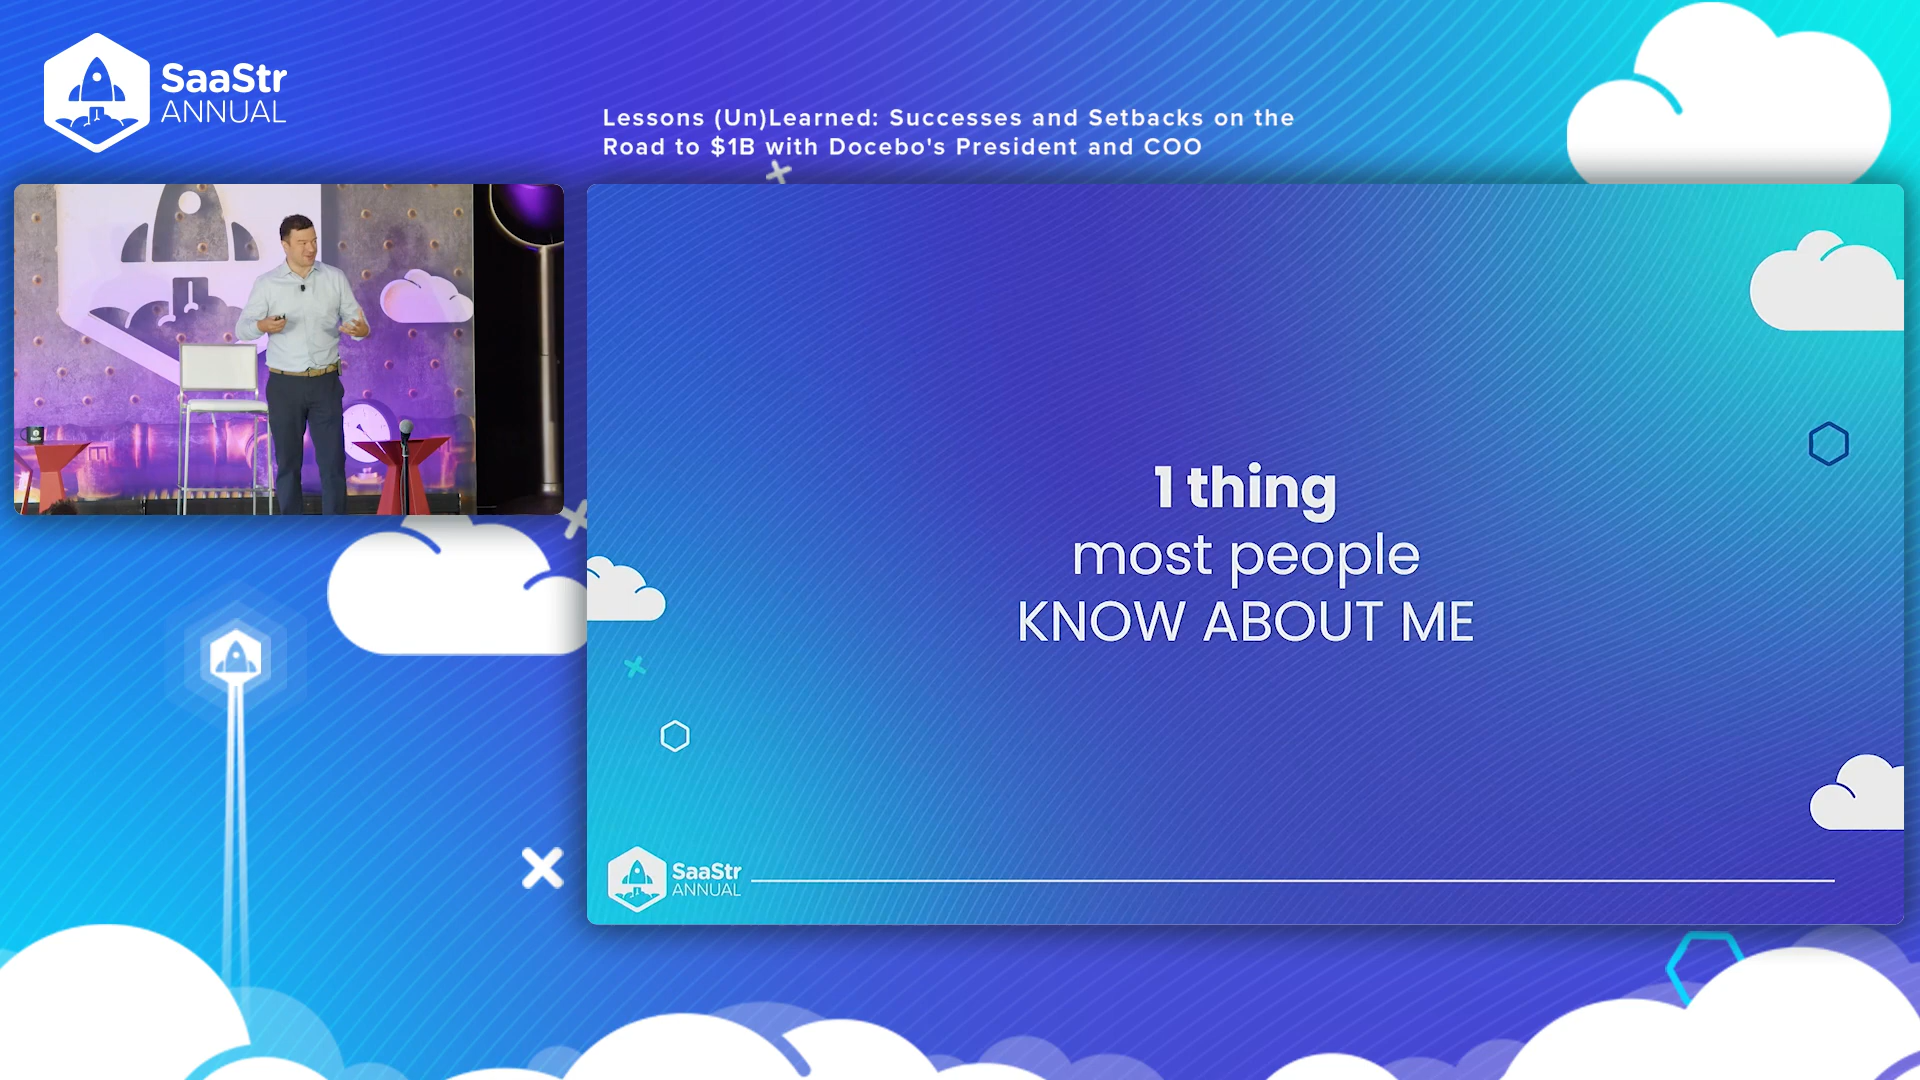 SaaStr
ANNUAL
Lessons (Un)Learned: Successes and Setbacks on the
Road to $1B with Docebo's President and COO
1 thing
most people
KNOW ABOUT ME
SaaStr
ANNUAL